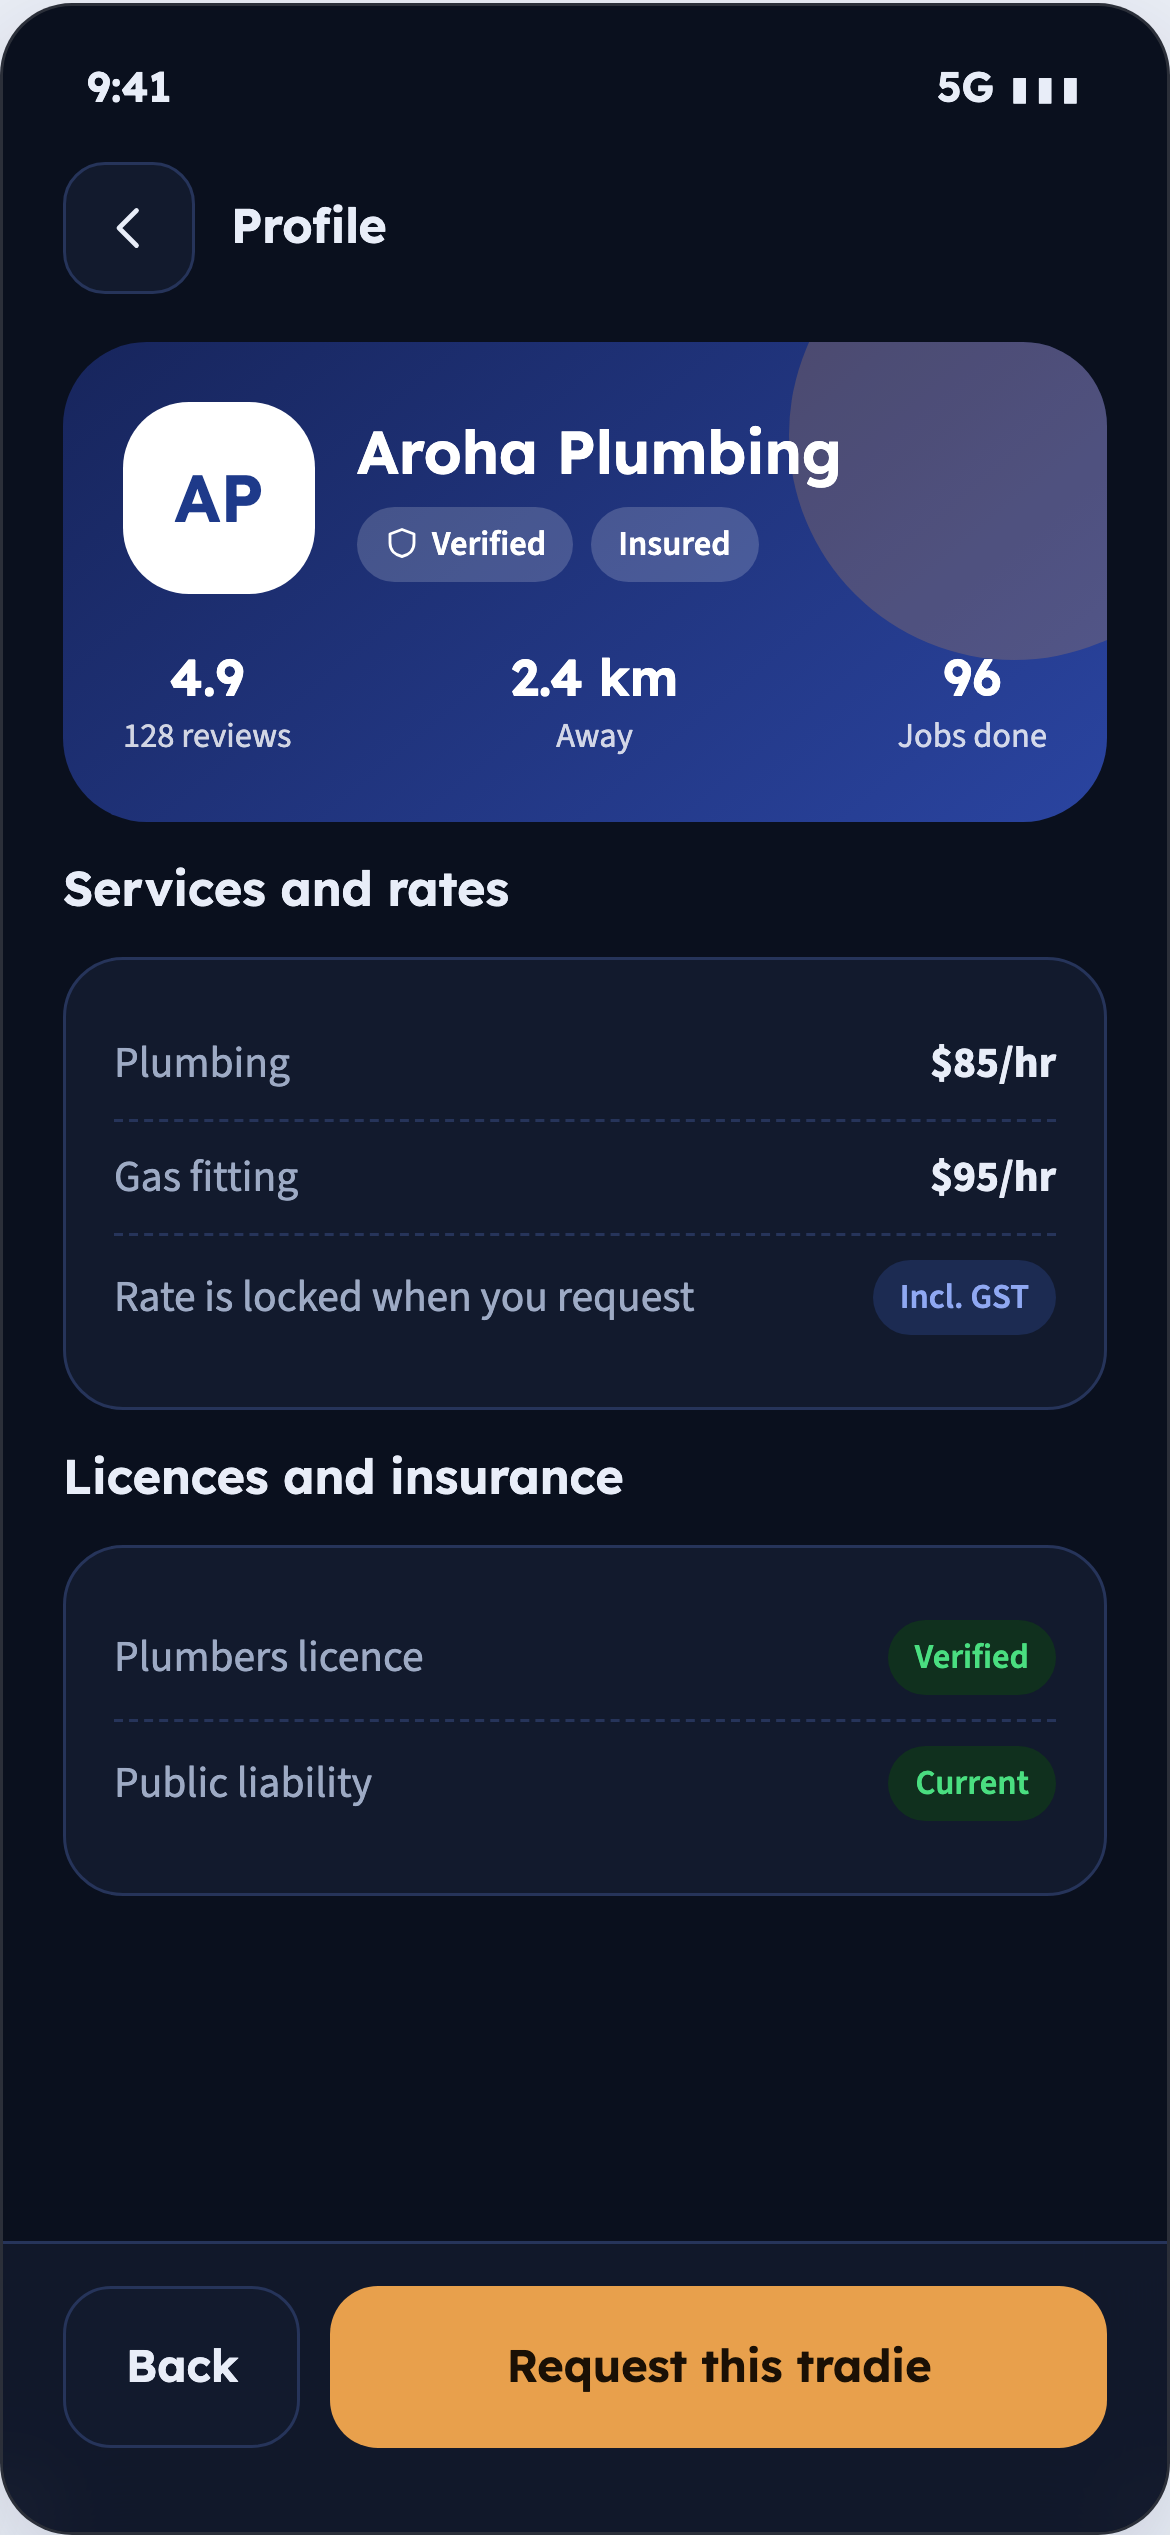 9:41 5G
Profile
AP
Aroha Plumbing
Verified Insured
4.9 2.4 km 96
128 reviews Away Jobs done
Services and rates
Plumbing $85/hr
Gas fitting $95/hr
Rate is locked when you request Incl. GST
Licences and insurance
Plumbers licence Verified
Public liability Current
Back Request this tradie